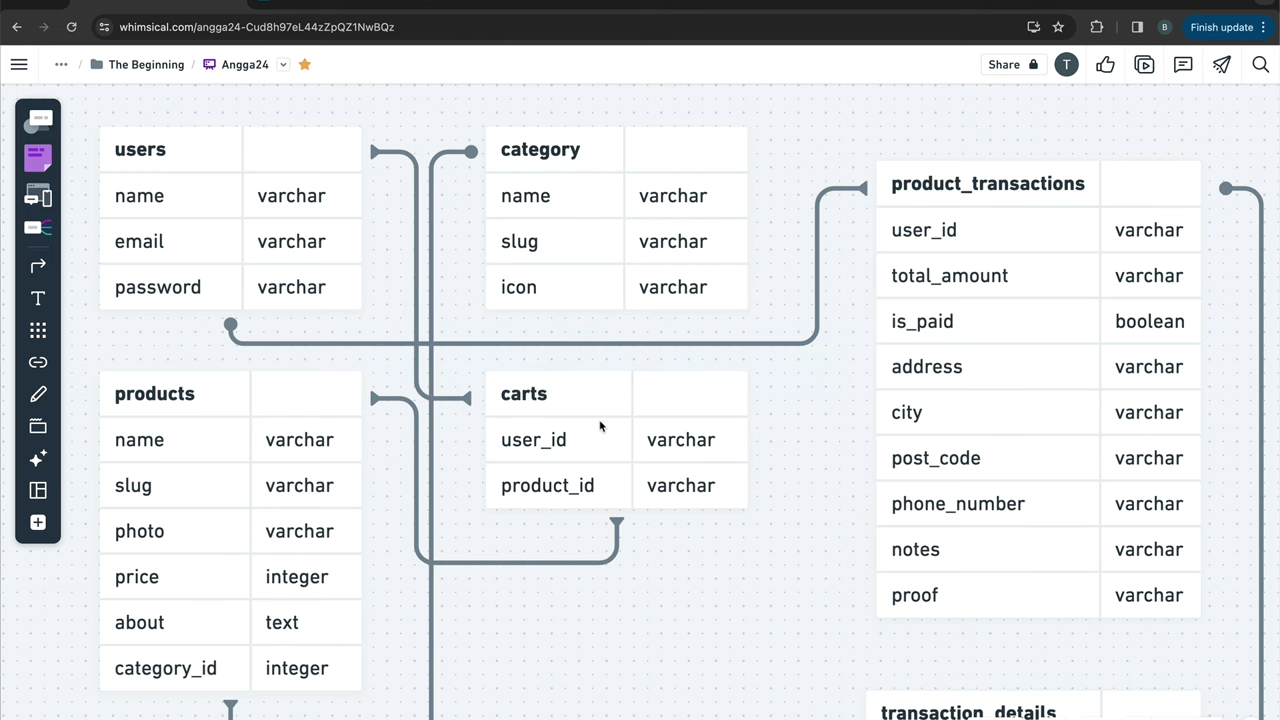 whimsical.com/angga24-Cud8h97eL44zZpQZ1NwBQz
B
Finish update
/ The Beginning / Angga24
Share
T
users
name varchar
email varchar
password varchar
category
name varchar
slug varchar
icon varchar
product_transactions
user_id varchar
total_amount varchar
is_paid boolean
address varchar
city varchar
post_code varchar
phone_number varchar
notes varchar
proof varchar
products
name varchar
slug varchar
photo varchar
price integer
about text
category_id integer
carts
user_id varchar
product_id varchar
transaction_details